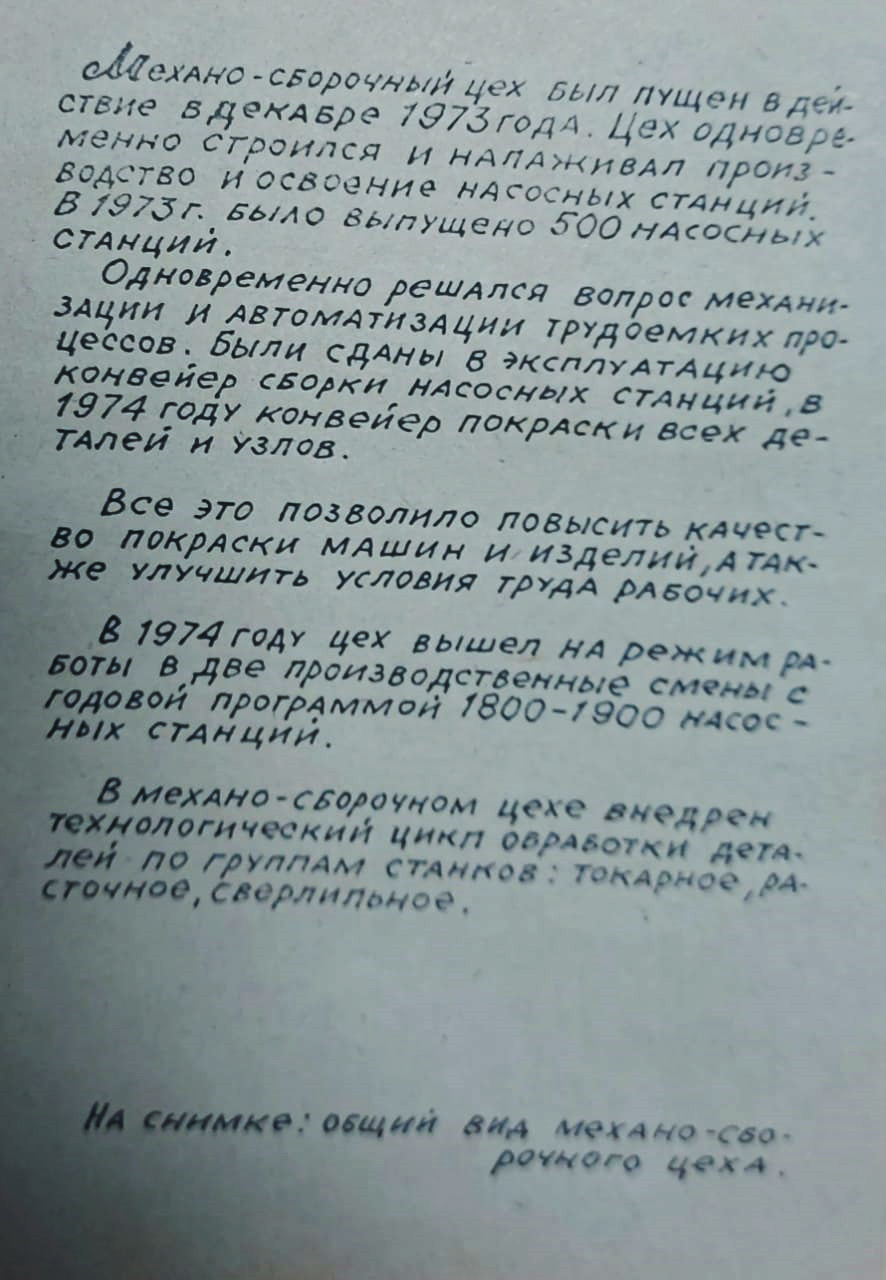 Механо-сборочный цех был пущен в дей-
ствие в декабре 1973 года. Цех одновре-
менно строился и налаживал произ-
водство и освоение насосных станций.
В 1973 г. было выпущено 500 насосных
станций.
Одновременно решался вопрос механи-
зации и автоматизации трудоемких про-
цессов. Были сданы в эксплуатацию
конвейер сборки насосных станций, в
1974 году конвейер покраски всех де-
талей и узлов.
Все это позволило повысить качест-
во покраски машин и изделий, а так-
же улучшить условия труда рабочих.
В 1974 году цех вышел на режим ра-
боты в две производственные смены с
годовой программой 1800-1900 насос-
ных станций.
В механо-сборочном цехе внедрен
технологический цикл обработки дета-
лей по группам станков: токарное, ра-
сточное, сверлильное.
На снимке: общий вид механо-сбо-
рочного цеха.